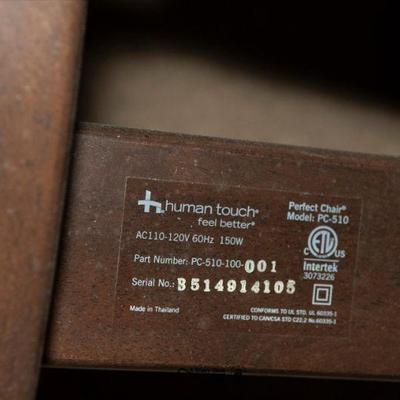 human touch®
feel better®
Perfect Chair®
Model: PC-510
AC110-120V 60Hz 150W
Part Number: PC-510-100-001
Serial No.: B514914105
ETL
C US
Intertek
3073226
Made in Thailand
CONFORMS TO UL STD. UL 60335-1
CERTIFIED TO CAN/CSA STD C22.2 No.60335-1